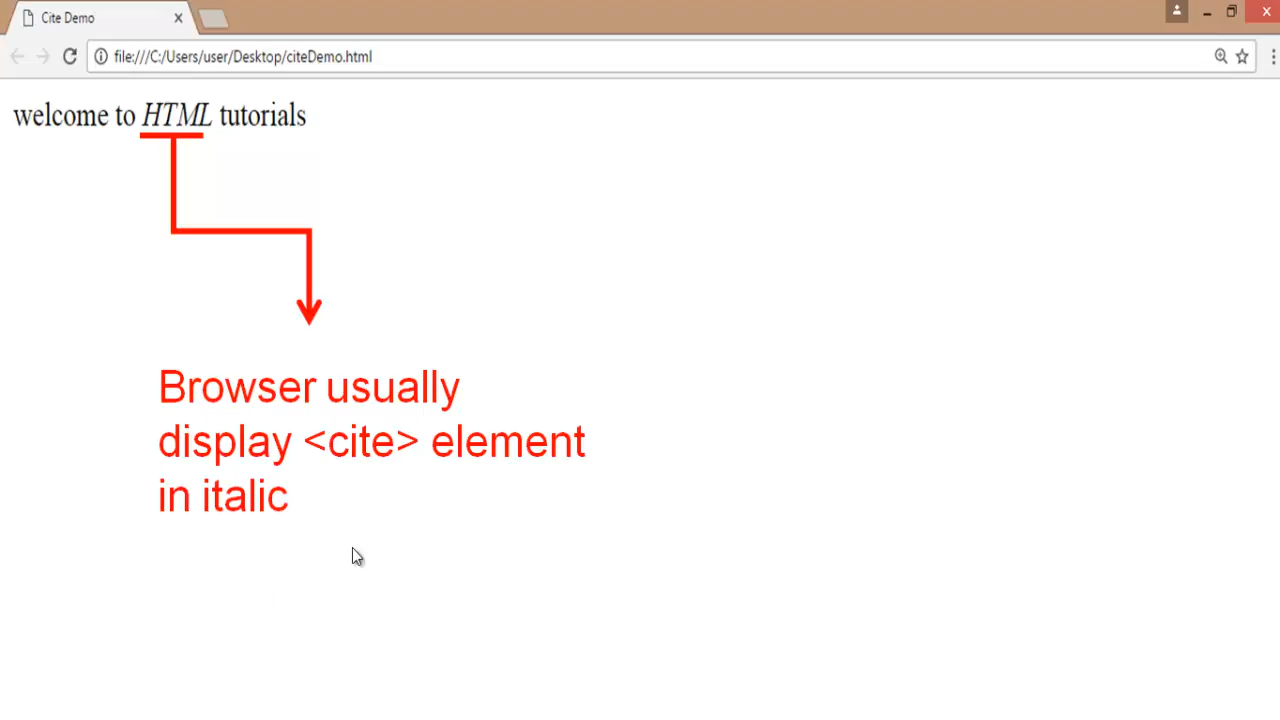 Cite Demo
file:///C:/Users/user/Desktop/citeDemo.html
welcome to HTML tutorials
Browser usually
display <cite> element
in italic